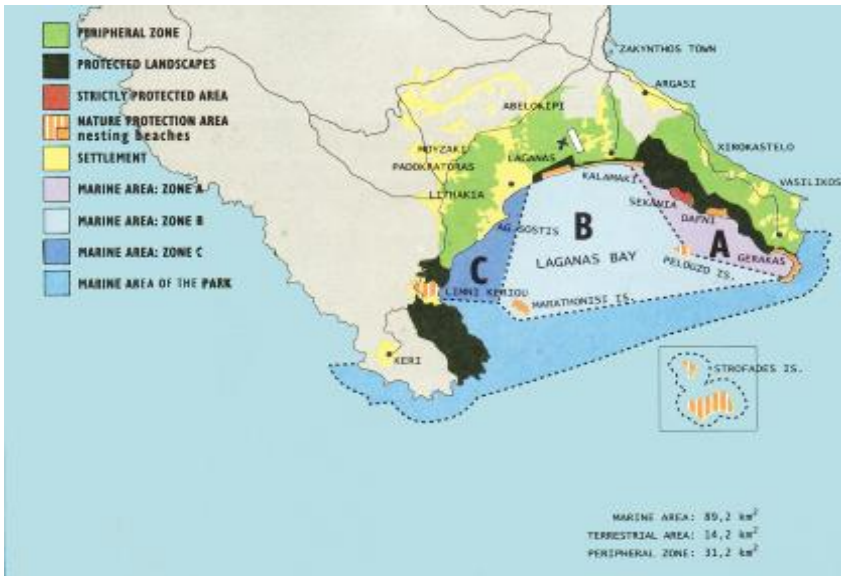 PERIPHERAL ZONE
PROTECTED LANDSCAPES
STRICTLY PROTECTED AREA
NATURE PROTECTION AREA
nesting beaches
SETTLEMENT
MARINE AREA: ZONE A
MARINE AREA: ZONE B
MARINE AREA: ZONE C
MARINE AREA OF THE PARK
ZAKYNTHOS TOWN
ARGASI
ABELOKIPI
XIROKASTELO
MOYZAKI
LAGANAS
PADOKRATORAS
KALAMAKI
VASILIKOS
LITHAKIA
SEKANIA
DAFNI
AG.SOSTIS
B
A
LAGANAS BAY
GERAKAS
PELOUZO IS.
C
LIMNI KERIOU
MARATHONISI IS.
KERI
STROFADES IS.
MARINE AREA: 89,2 km²
TERRESTRIAL AREA: 14,2 km²
PERIPHERAL ZONE: 31,2 km²